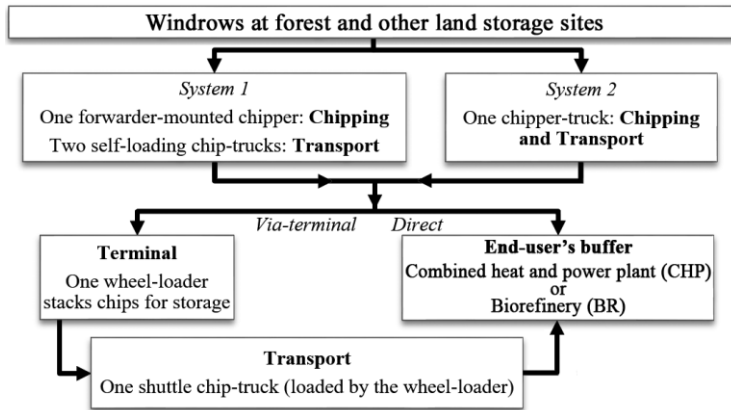 Windrows at forest and other land storage sites
System 1
One forwarder-mounted chipper: Chipping
Two self-loading chip-trucks: Transport
System 2
One chipper-truck: Chipping
and Transport
Via-terminal Direct
Terminal
One wheel-loader
stacks chips for storage
End-user's buffer
Combined heat and power plant (CHP)
or
Biorefinery (BR)
Transport
One shuttle chip-truck (loaded by the wheel-loader)